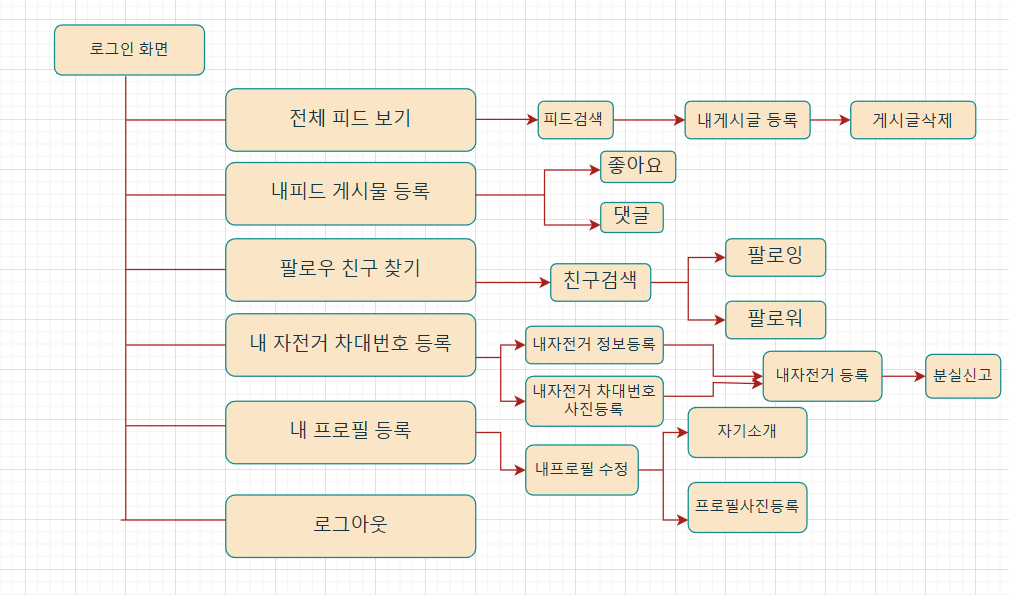 로그인 화면
전체 피드 보기
피드검색
내게시글 등록
게시글삭제
내피드 게시물 등록
좋아요
댓글
팔로우 친구 찾기
친구검색
팔로잉
팔로워
내 자전거 차대번호 등록
내자전거 정보등록
내자전거 차대번호
사진등록
내자전거 등록
분실신고
내 프로필 등록
내프로필 수정
자기소개
프로필사진등록
로그아웃